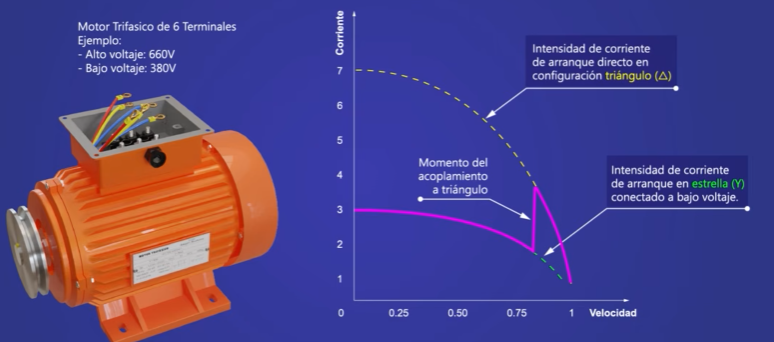 Motor Trifasico de 6 Terminales
Ejemplo:
- Alto voltaje: 660V
- Bajo voltaje: 380V
Corriente
7
6
5
4
3
2
1
0
0.25
0.50
0.75
1
Velocidad
Intensidad de corriente
de arranque directo en
configuración triángulo (△)
Momento del
acoplamiento
a triángulo
Intensidad de corriente
de arranque en estrella (Y)
conectado a bajo voltaje.
MOTOR TRIFASICO